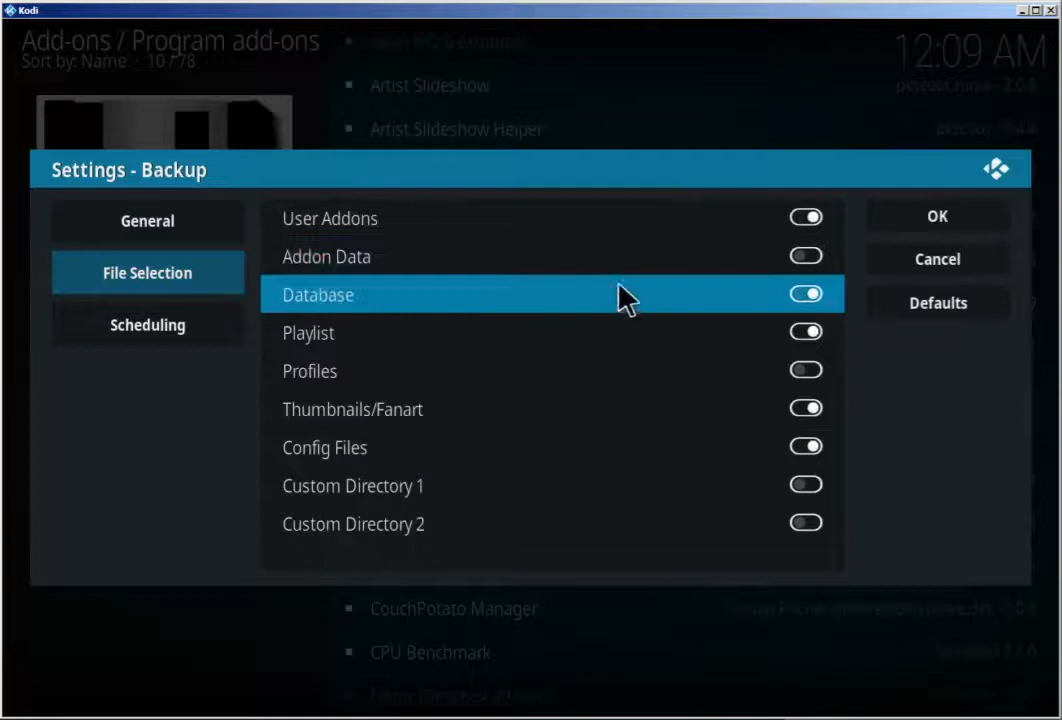 Kodi
Add-ons / Program add-ons
Sort by: Name · 10 / 78
12:09 AM
Artist Slideshow
Artist Slideshow Helper
Settings - Backup
General
File Selection
Scheduling
User Addons
Addon Data
Database
Playlist
Profiles
Thumbnails/Fanart
Config Files
Custom Directory 1
Custom Directory 2
OK
Cancel
Defaults
CouchPotato Manager
CPU Benchmark